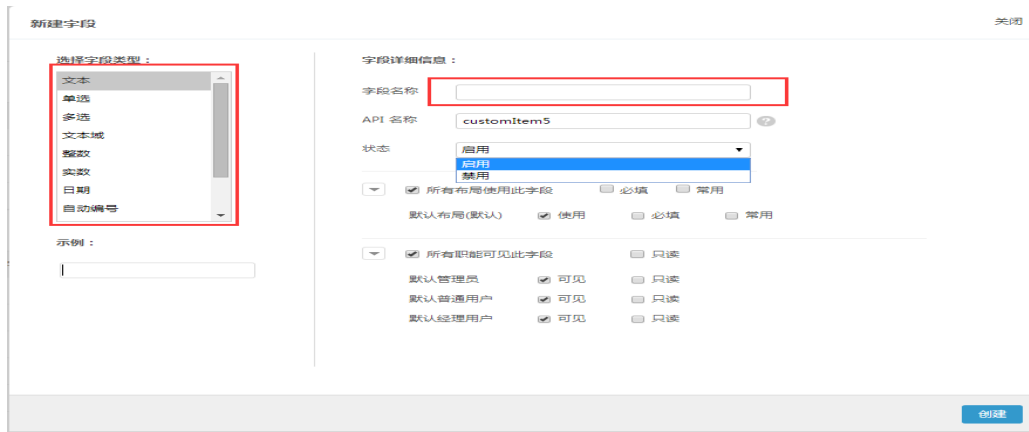 新建字段 关闭
选择字段类型：
文本
单选
多选
文本域
整数
实数
日期
自动编号
示例：
字段详细信息：
字段名称
API 名称 customItem5 ?
状态 启用
启用
禁用
所有布局使用此字段 必填 常用
默认布局(默认) 使用 必填 常用
所有职能可见此字段 只读
默认管理员 可见 只读
默认普通用户 可见 只读
默认经理用户 可见 只读
创建